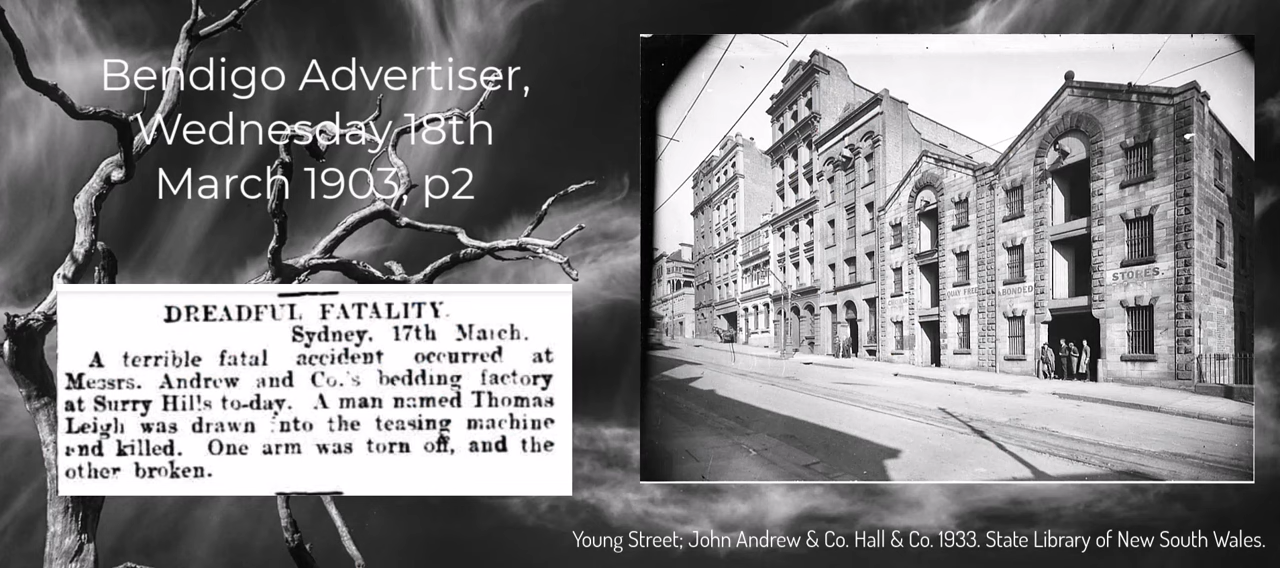 Bendigo Advertiser,
Wednesday 18th
March 1903, p2
DREADFUL FATALITY.
Sydney, 17th March.
A terrible fatal accident occurred at
Messrs. Andrew and Co.'s bedding factory
at Surry Hills to-day. A man named Thomas
Leigh was drawn into the teasing machine
and killed. One arm was torn off, and the
other broken.
QUAY FREE & BONDED
STORES.
Young Street; John Andrew & Co. Hall & Co. 1933. State Library of New South Wales.